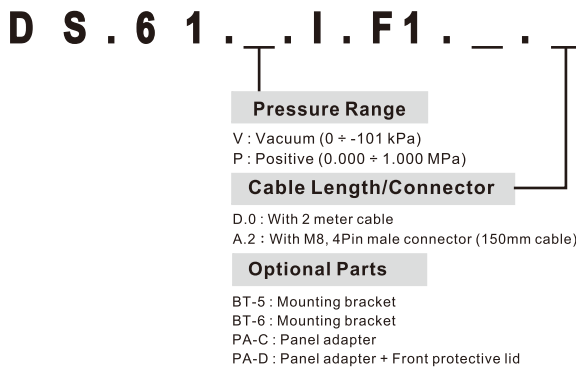 DS.61._.I.F1._._
Pressure Range
V : Vacuum (0 ÷ -101 kPa)
P : Positive (0.000 ÷ 1.000 MPa)
Cable Length/Connector
D.0 : With 2 meter cable
A.2 : With M8, 4Pin male connector (150mm cable)
Optional Parts
BT-5 : Mounting bracket
BT-6 : Mounting bracket
PA-C : Panel adapter
PA-D : Panel adapter + Front protective lid